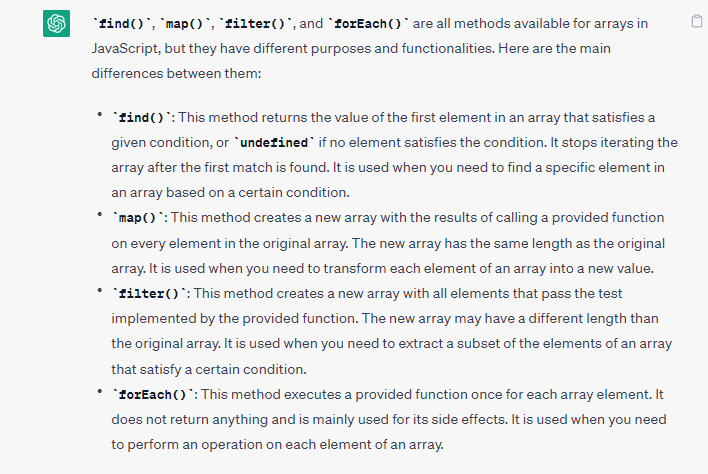 `find()`, `map()`, `filter()`, and `forEach()` are all methods available for arrays in
JavaScript, but they have different purposes and functionalities. Here are the main
differences between them:
• `find()`: This method returns the value of the first element in an array that satisfies a
given condition, or `undefined` if no element satisfies the condition. It stops iterating the
array after the first match is found. It is used when you need to find a specific element in
an array based on a certain condition.
• `map()`: This method creates a new array with the results of calling a provided function
on every element in the original array. The new array has the same length as the original
array. It is used when you need to transform each element of an array into a new value.
• `filter()`: This method creates a new array with all elements that pass the test
implemented by the provided function. The new array may have a different length than
the original array. It is used when you need to extract a subset of the elements of an array
that satisfy a certain condition.
• `forEach()`: This method executes a provided function once for each array element. It
does not return anything and is mainly used for its side effects. It is used when you need
to perform an operation on each element of an array.